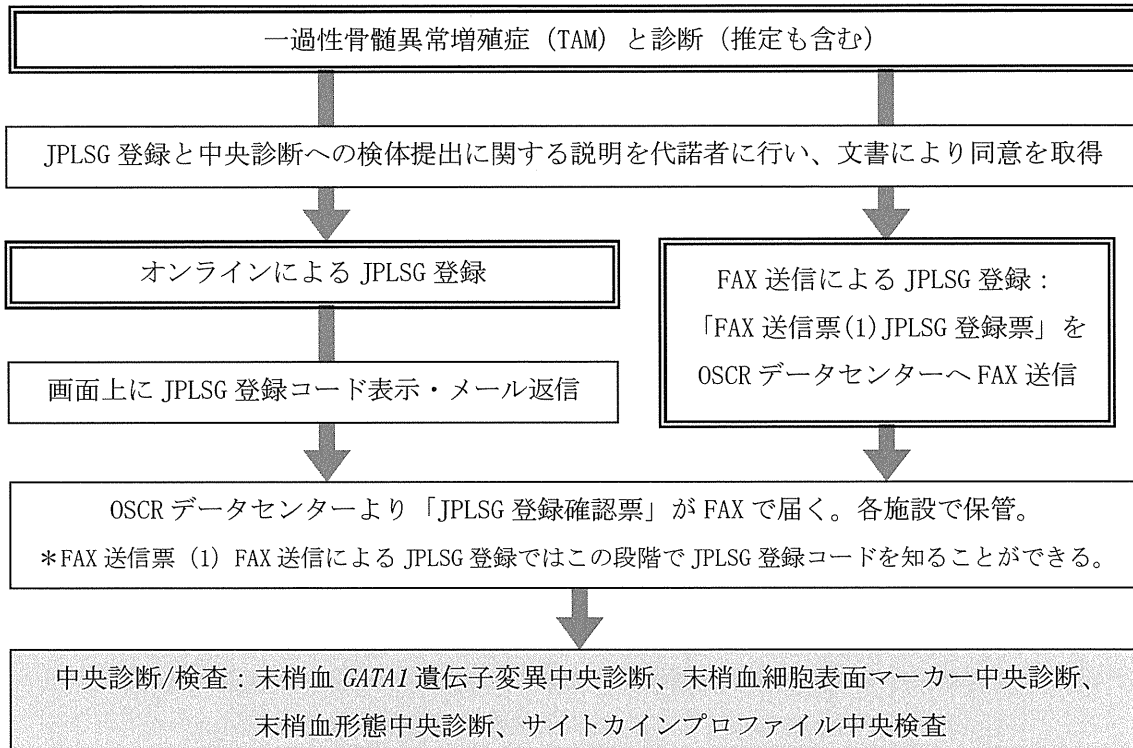 一過性骨髄異常増殖症（TAM）と診断（推定も含む）
JPLSG 登録と中央診断への検体提出に関する説明を代諾者に行い、文書により同意を取得
オンラインによる JPLSG 登録
画面上に JPLSG 登録コード表示・メール返信
FAX 送信による JPLSG 登録：
「FAX 送信票(1)JPLSG 登録票」を
OSCR データセンターへ FAX 送信
OSCR データセンターより「JPLSG 登録確認票」が FAX で届く。各施設で保管。
＊FAX 送信票（1）FAX 送信による JPLSG 登録ではこの段階で JPLSG 登録コードを知ることができる。
中央診断/検査：末梢血 GATA1 遺伝子変異中央診断、末梢血細胞表面マーカー中央診断、
末梢血形態中央診断、サイトカインプロファイル中央検査